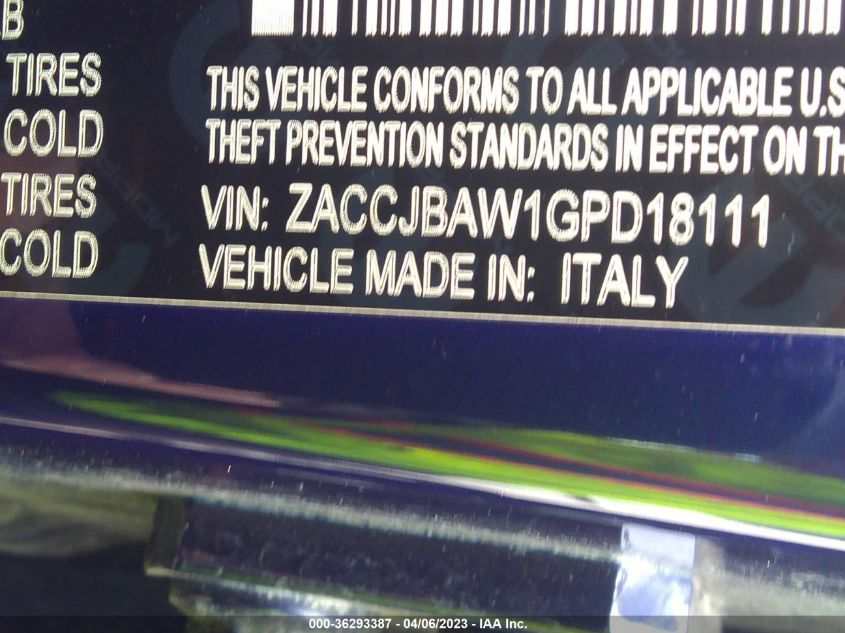 B
TIRES
COLD
TIRES
COLD
THIS VEHICLE CONFORMS TO ALL APPLICABLE U.S
THEFT PREVENTION STANDARDS IN EFFECT ON TH
VIN: ZACCJBAW1GPD18111
VEHICLE MADE IN: ITALY
000-36293387 - 04/06/2023 - IAA Inc.